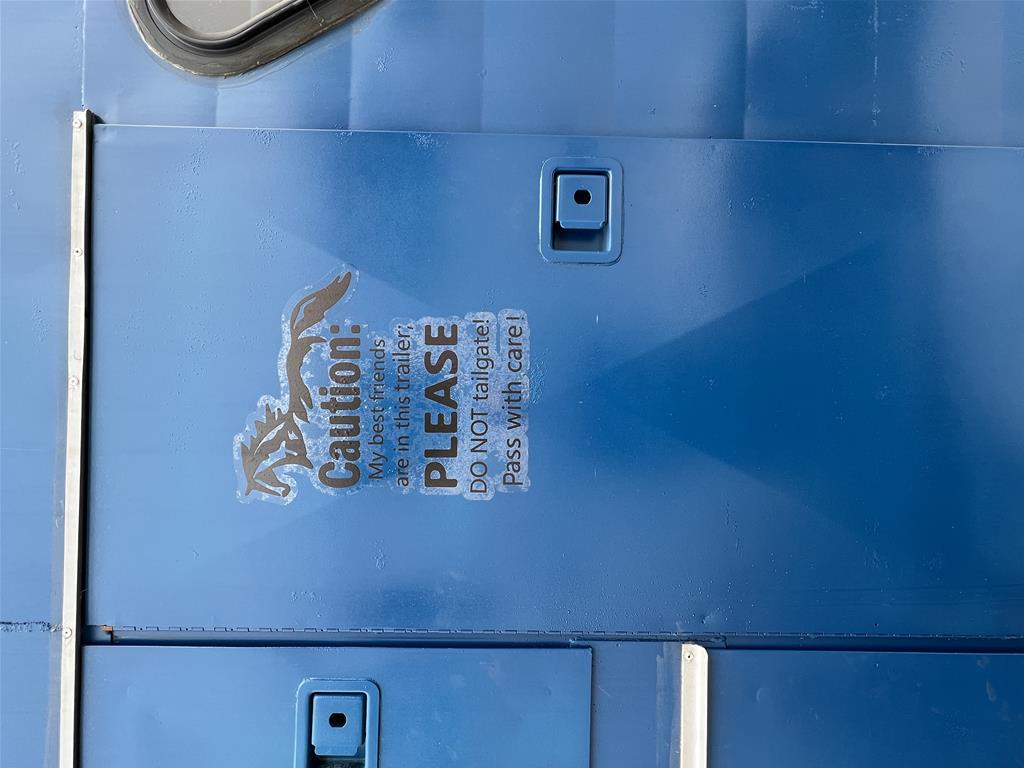 Caution:
My best friends
are in this trailer;
PLEASE
DO NOT tailgate!
Pass with care!